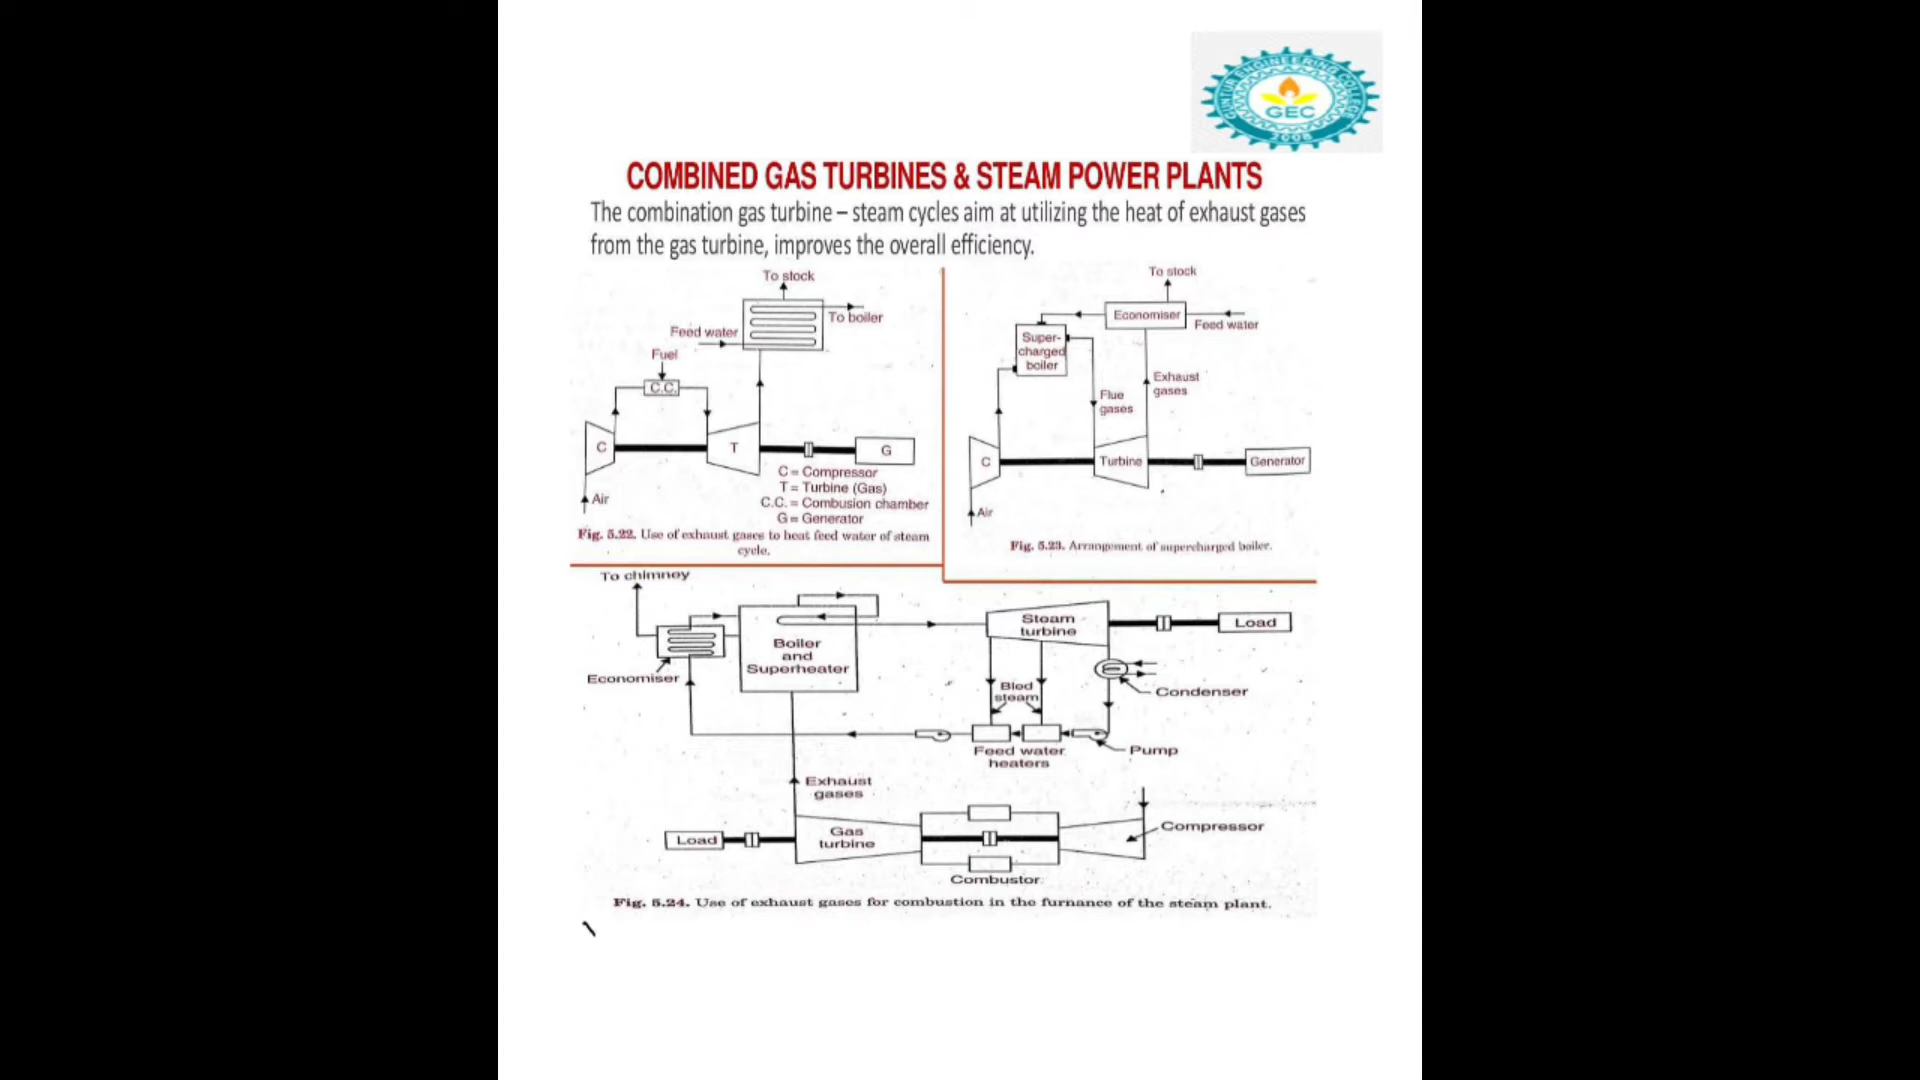 GUNTUR ENGINEERING COLLEGE
GEC
2008
COMBINED GAS TURBINES & STEAM POWER PLANTS
The combination gas turbine – steam cycles aim at utilizing the heat of exhaust gases
from the gas turbine, improves the overall efficiency.
To stock
To boiler
Feed water
Fuel
C.C.
C
T
G
Air
C = Compressor
T = Turbine (Gas)
C.C. = Combusion chamber
G = Generator
Fig. 5.22. Use of exhaust gases to heat feed water of steam
cycle.
To stock
Economiser
Feed water
Super-
charged
boiler
Exhaust
gases
Flue
gases
C
Turbine
Generator
Air
Fig. 5.23. Arrangement of supercharged boiler.
To chimney
Economiser
Boiler
and
Superheater
Steam
turbine
Load
Bled
steam
Condenser
Feed water
heaters
Pump
Exhaust
gases
Load
Gas
turbine
Combustor
Compressor
Fig. 5.24. Use of exhaust gases for combustion in the furnance of the steam plant.